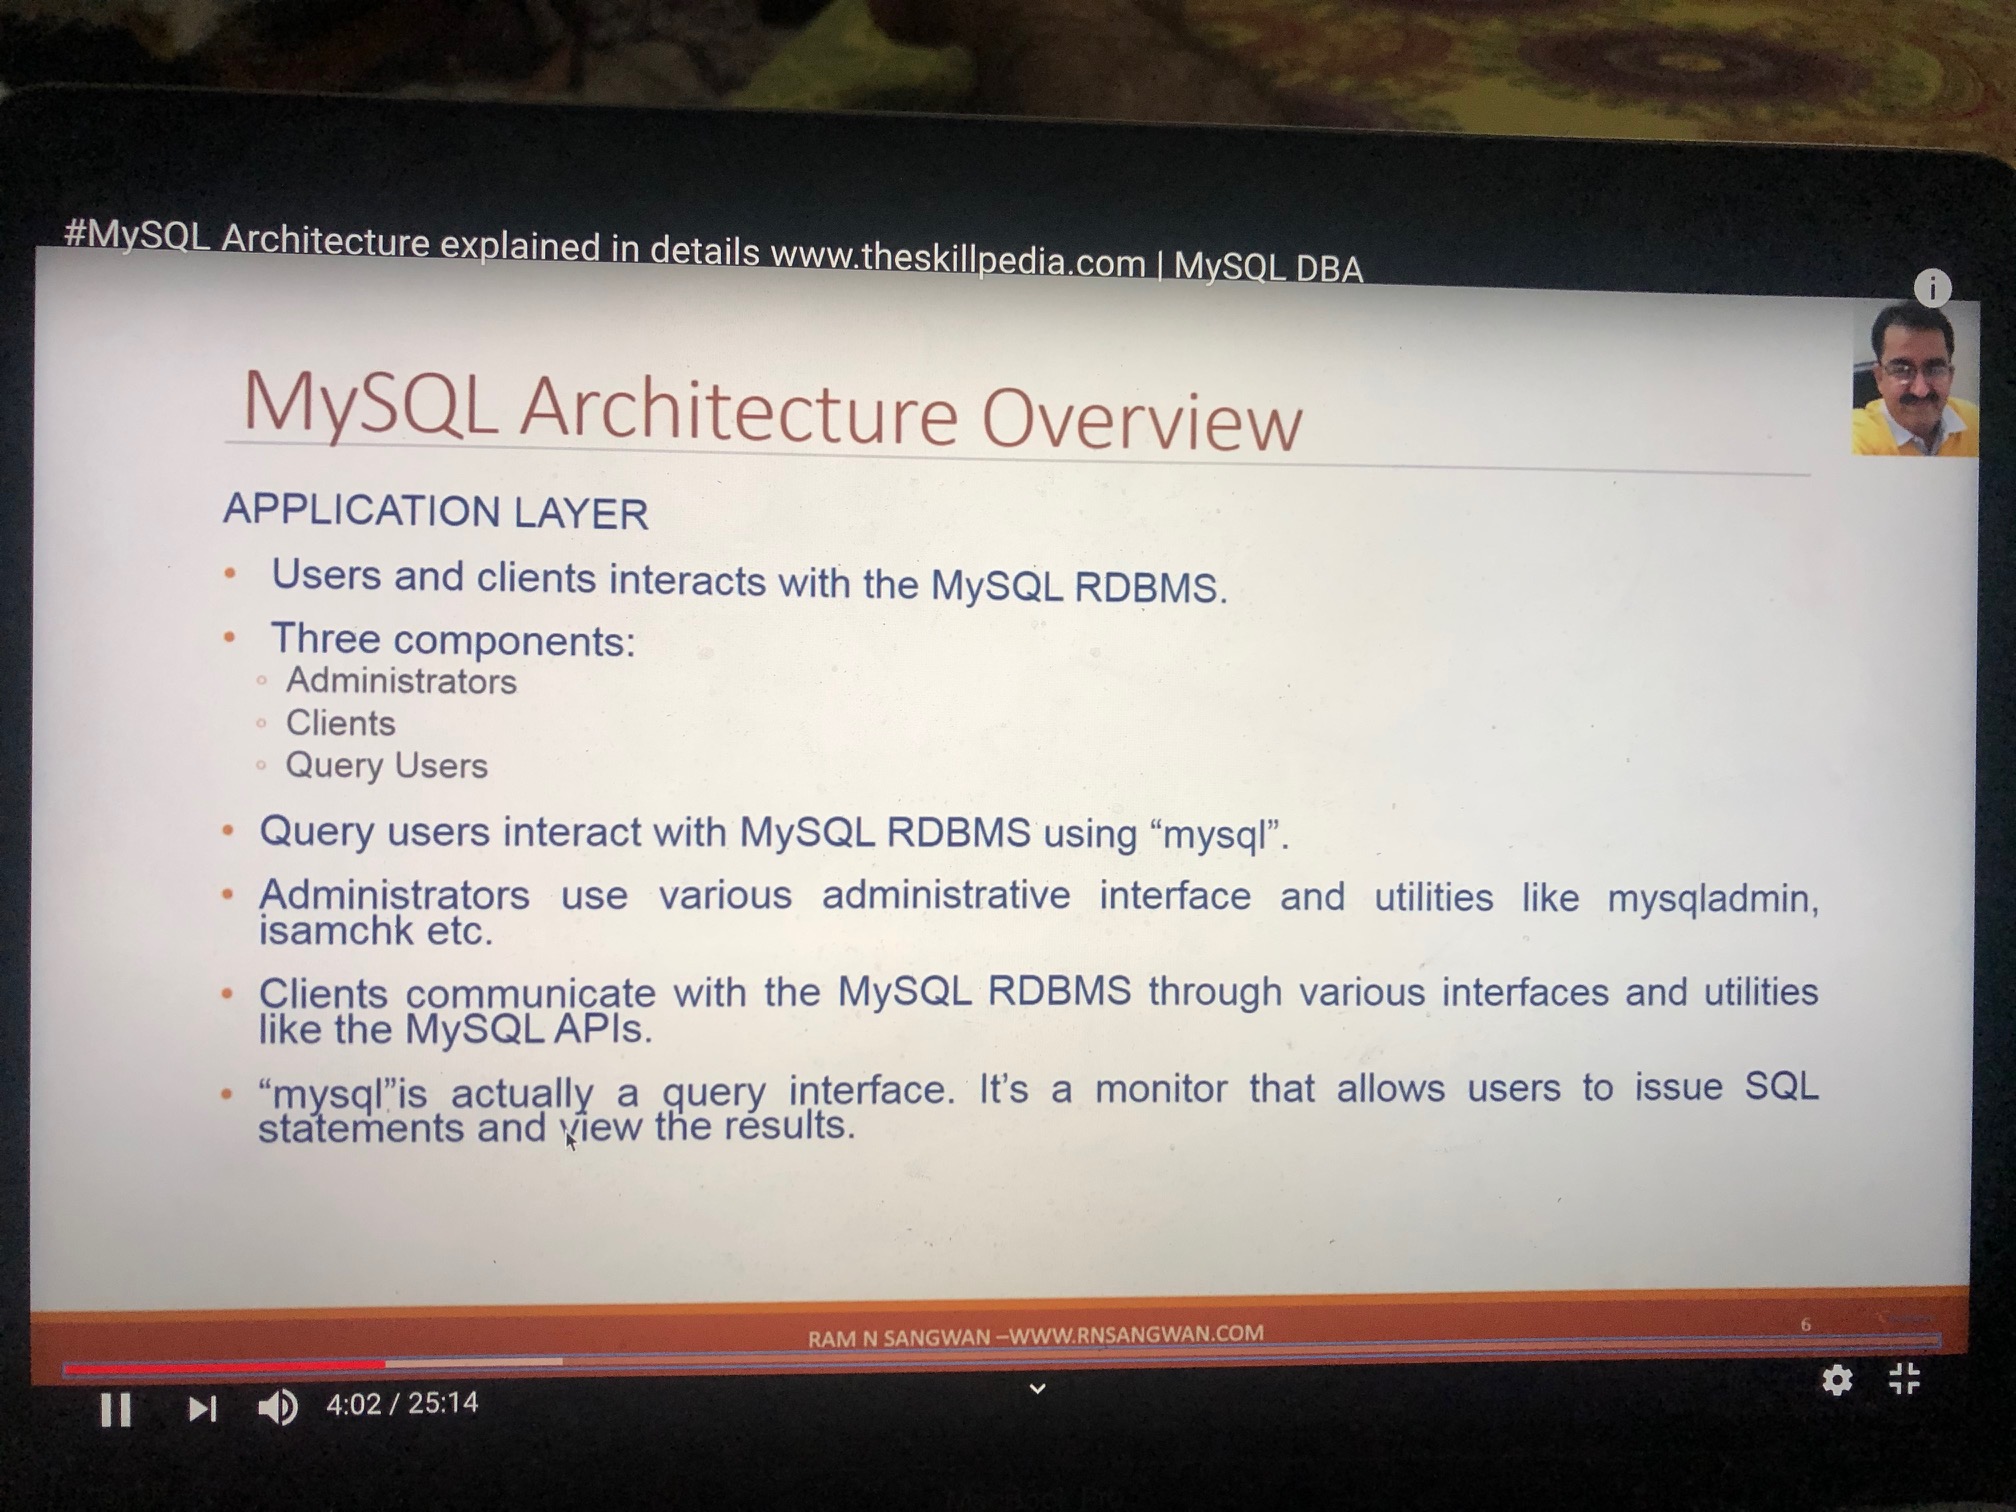 #MySQL Architecture explained in details www.theskillpedia.com | MySQL DBA
i
MySQL Architecture Overview
APPLICATION LAYER
• Users and clients interacts with the MySQL RDBMS.
• Three components:
◦ Administrators
◦ Clients
◦ Query Users
• Query users interact with MySQL RDBMS using “mysql”.
• Administrators use various administrative interface and utilities like mysqladmin,
isamchk etc.
• Clients communicate with the MySQL RDBMS through various interfaces and utilities
like the MySQL APIs.
• “mysql”is actually a query interface. It’s a monitor that allows users to issue SQL
statements and view the results.
RAM N SANGWAN –WWW.RNSANGWAN.COM
6
4:02 / 25:14